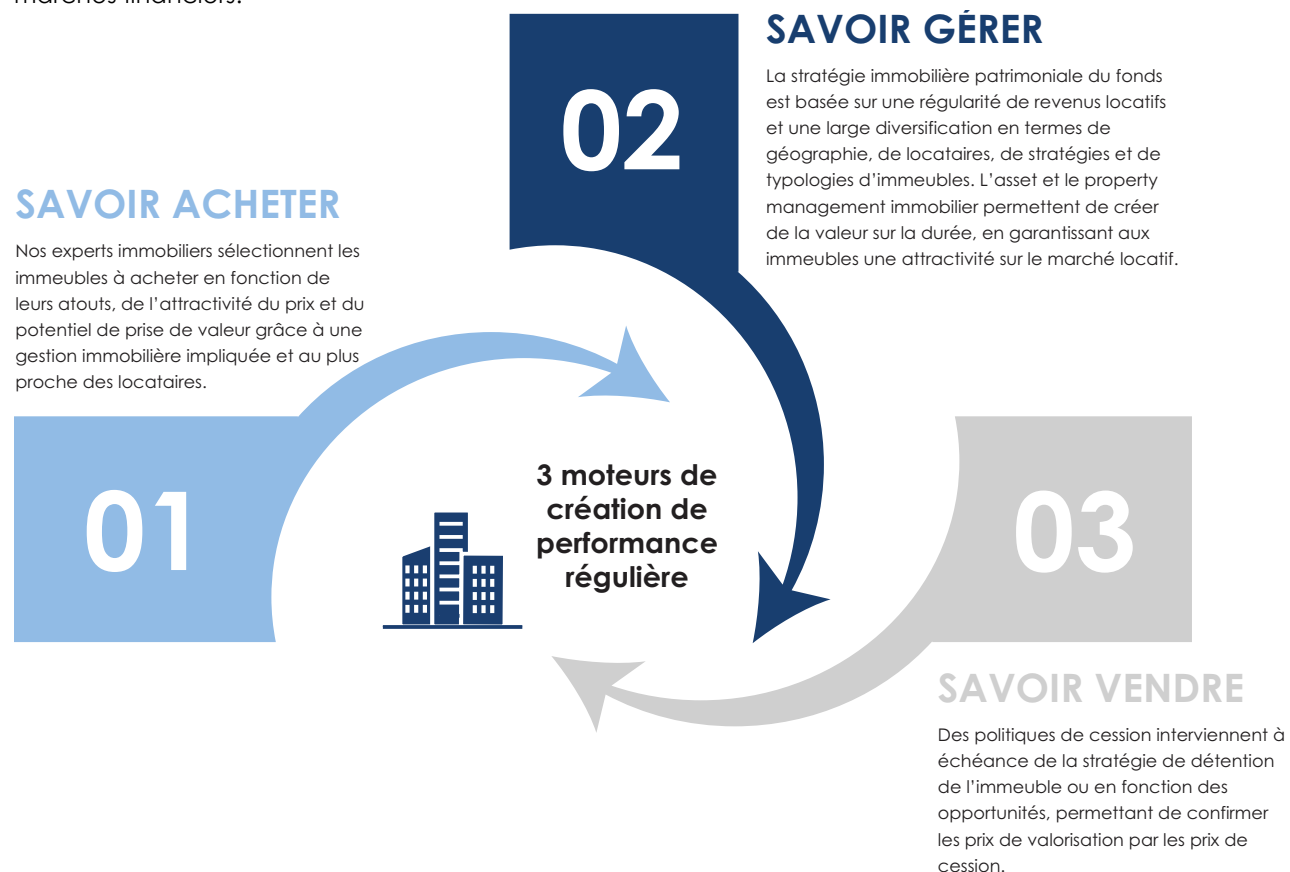 marchés financiers.
SAVOIR ACHETER
Nos experts immobiliers sélectionnent les
immeubles à acheter en fonction de
leurs atouts, de l'attractivité du prix et du
potentiel de prise de valeur grâce à une
gestion immobilière impliquée et au plus
proche des locataires.
01
02
SAVOIR GÉRER
La stratégie immobilière patrimoniale du fonds
est basée sur une régularité de revenus locatifs
et une large diversification en termes de
géographie, de locataires, de stratégies et de
typologies d'immeubles. L'asset et le property
management immobilier permettent de créer
de la valeur sur la durée, en garantissant aux
immeubles une attractivité sur le marché locatif.
3 moteurs de
création de
performance
régulière
03
SAVOIR VENDRE
Des politiques de cession interviennent à
échéance de la stratégie de détention
de l'immeuble ou en fonction des
opportunités, permettant de confirmer
les prix de valorisation par les prix de
cession.